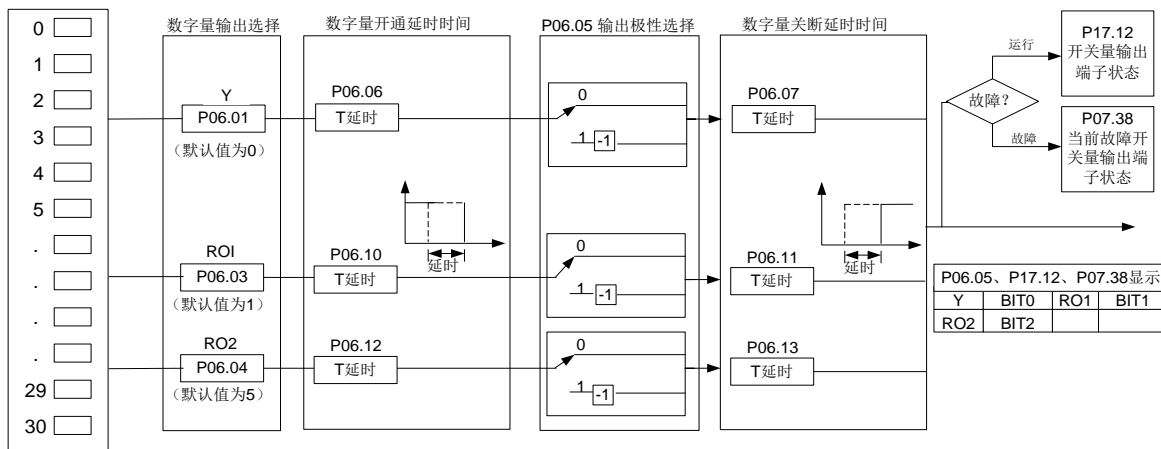 0
1
2
3
4
5
.
.
.
.
29
30
数字量输出选择
Y
P06.01
（默认值为0）
ROI
P06.03
（默认值为1）
RO2
P06.04
（默认值为5）
数字量开通延时时间
P06.06
T延时
延时
P06.10
T延时
P06.12
T延时
P06.05 输出极性选择
0
1
-1
0
1
-1
0
1
-1
数字量关断延时时间
P06.07
T延时
延时
P06.11
T延时
P06.13
T延时
故障？
运行
故障
P17.12
开关量输出
端子状态
P07.38
当前故障开
关量输出端
子状态
P06.05、P17.12、P07.38显示
Y BIT0 RO1 BIT1
RO2 BIT2